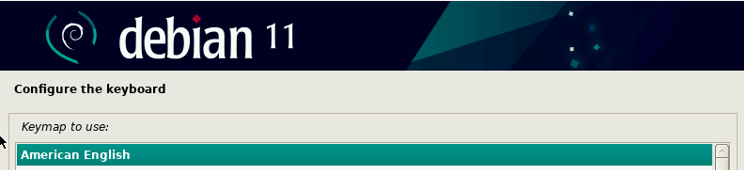 debian 11
Configure the keyboard
Keymap to use:
American English